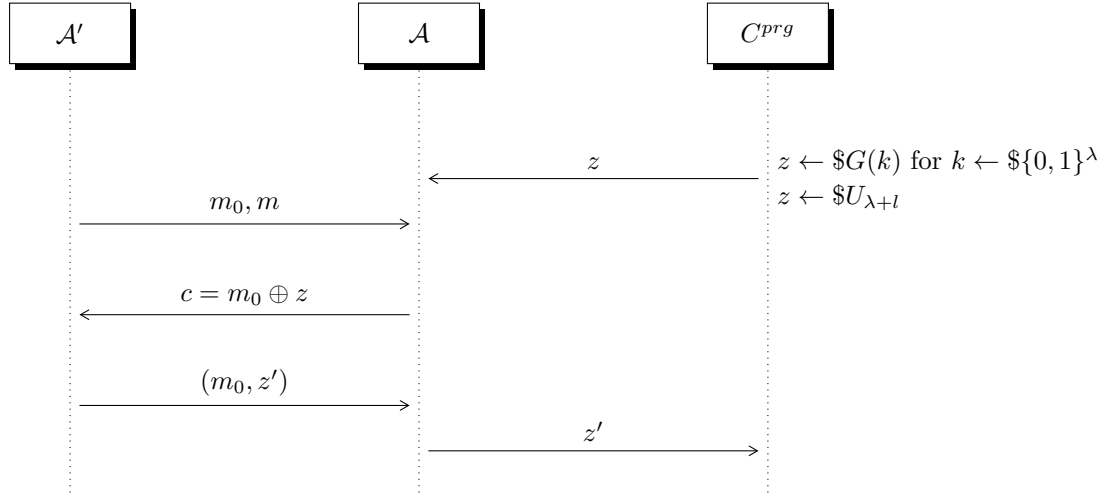 𝒜′ 𝒜 C^{prg}
z z ← $G(k) for k ← ${0, 1}^λ
z ← $U_{λ+l}
m_0, m
c = m_0 ⊕ z
(m_0, z′)
z′